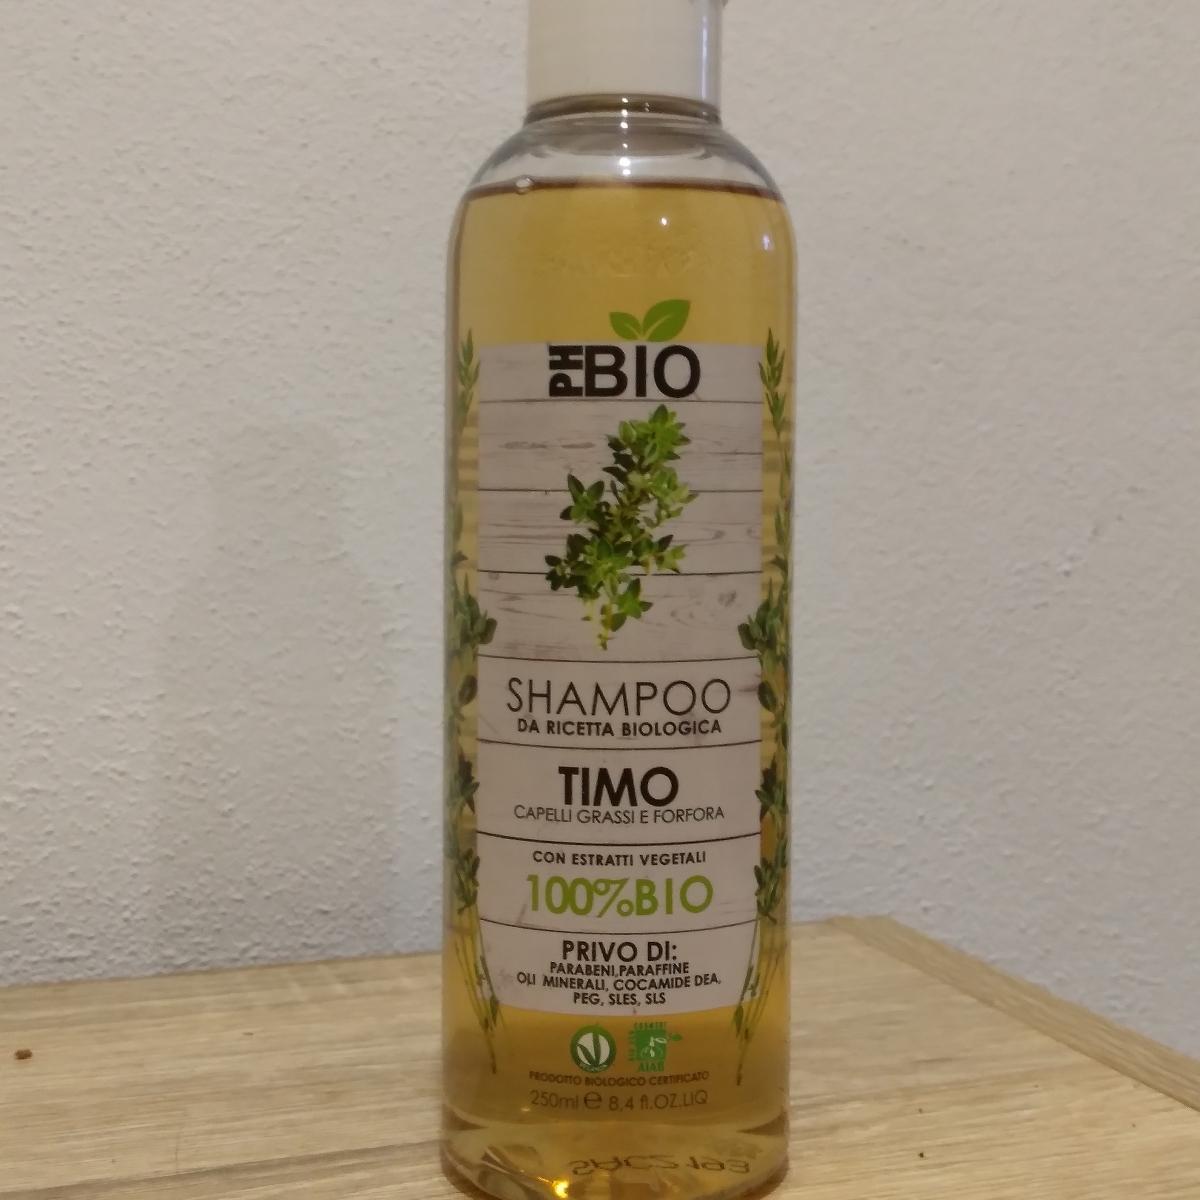 PH BIO
SHAMPOO
DA RICETTA BIOLOGICA
TIMO
CAPELLI GRASSI E FORFORA
CON ESTRATTI VEGETALI
100%BIO
PRIVO DI:
PARABENI,PARAFFINE
OLI MINERALI, COCAMIDE DEA,
PEG, SLES, SLS
AIAB
PRODOTTO BIOLOGICO CERTIFICATO
250ml e 8,4 fl.OZ.LIQ